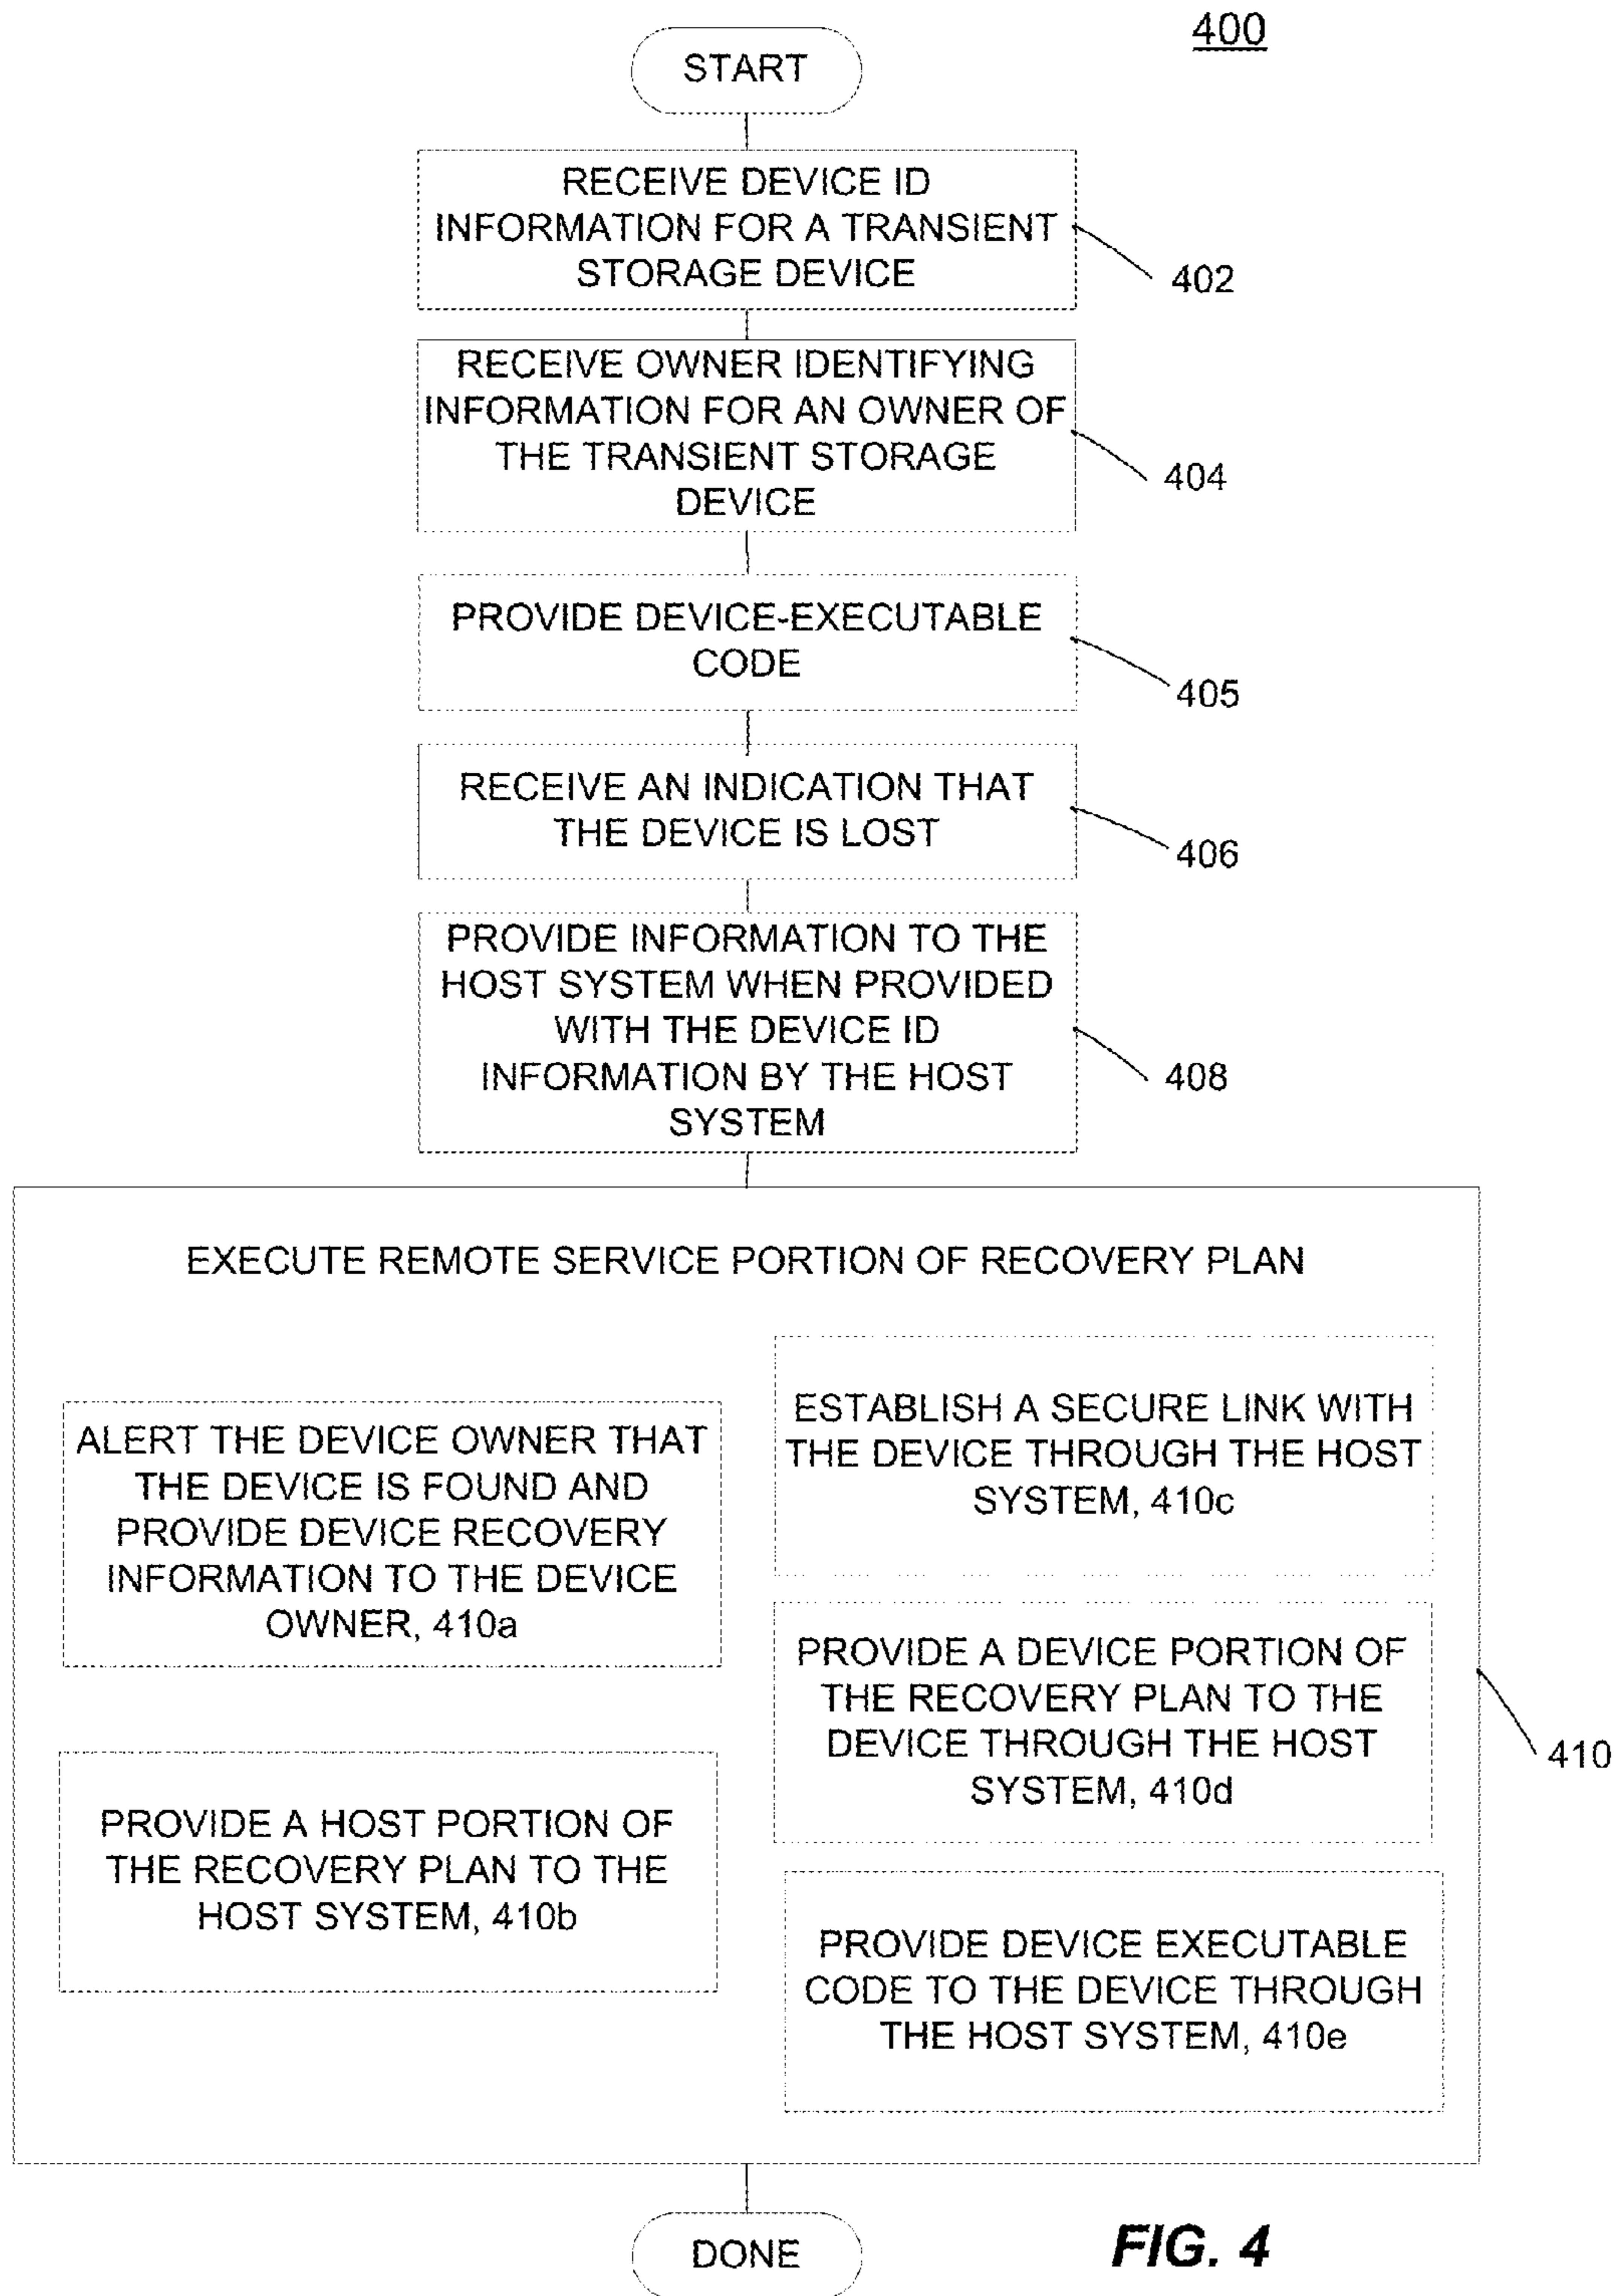 400
START
RECEIVE DEVICE ID
INFORMATION FOR A TRANSIENT
STORAGE DEVICE
402
RECEIVE OWNER IDENTIFYING
INFORMATION FOR AN OWNER OF
THE TRANSIENT STORAGE
DEVICE
404
PROVIDE DEVICE-EXECUTABLE
CODE
405
RECEIVE AN INDICATION THAT
THE DEVICE IS LOST
406
PROVIDE INFORMATION TO THE
HOST SYSTEM WHEN PROVIDED
WITH THE DEVICE ID
INFORMATION BY THE HOST
SYSTEM
408
EXECUTE REMOTE SERVICE PORTION OF RECOVERY PLAN
ALERT THE DEVICE OWNER THAT
THE DEVICE IS FOUND AND
PROVIDE DEVICE RECOVERY
INFORMATION TO THE DEVICE
OWNER, 410a
PROVIDE A HOST PORTION OF
THE RECOVERY PLAN TO THE
HOST SYSTEM, 410b
ESTABLISH A SECURE LINK WITH
THE DEVICE THROUGH THE HOST
SYSTEM, 410c
PROVIDE A DEVICE PORTION OF
THE RECOVERY PLAN TO THE
DEVICE THROUGH THE HOST
SYSTEM, 410d
PROVIDE DEVICE EXECUTABLE
CODE TO THE DEVICE THROUGH
THE HOST SYSTEM, 410e
410
DONE
FIG. 4